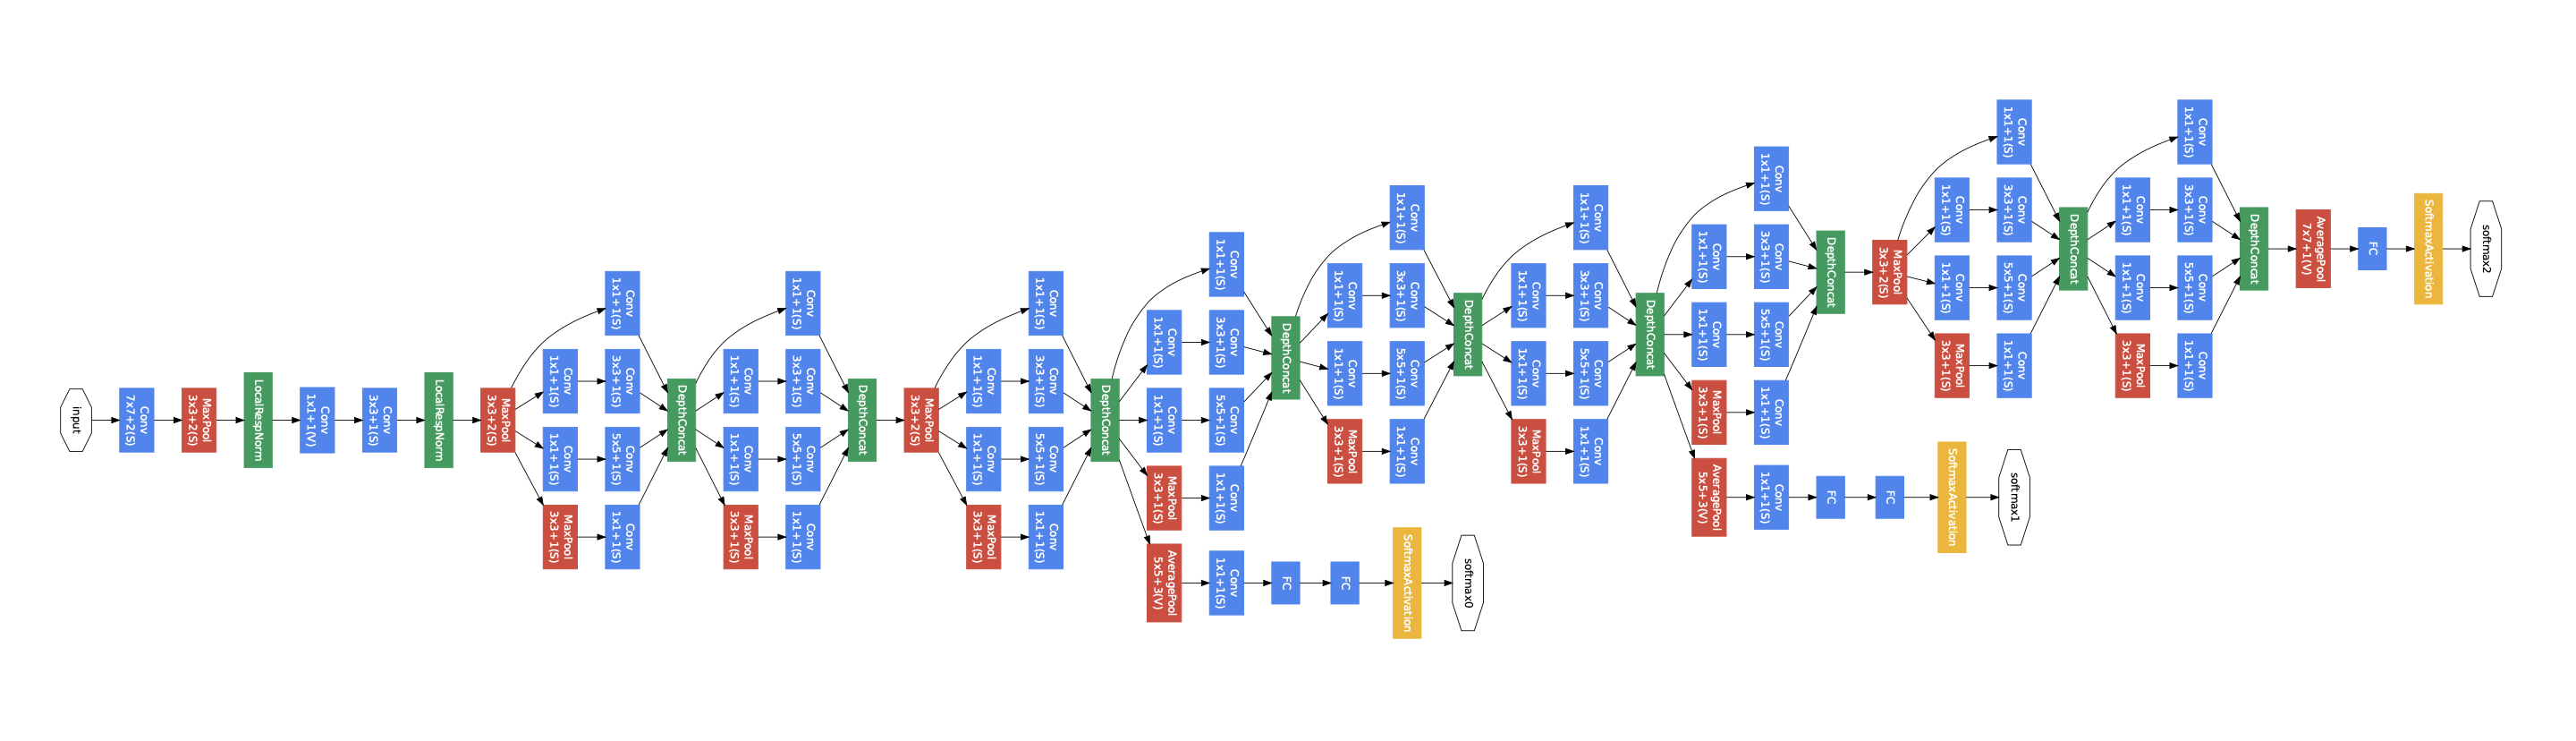 input
Conv
7x7+2(S)
MaxPool
3x3+2(S)
LocalRespNorm
Conv
1x1+1(V)
Conv
3x3+1(S)
LocalRespNorm
MaxPool
3x3+2(S)
Conv
1x1+1(S)
Conv
1x1+1(S)
MaxPool
3x3+1(S)
Conv
1x1+1(S)
Conv
3x3+1(S)
Conv
5x5+1(S)
Conv
1x1+1(S)
DepthConcat
Conv
1x1+1(S)
Conv
1x1+1(S)
MaxPool
3x3+1(S)
Conv
1x1+1(S)
Conv
3x3+1(S)
Conv
5x5+1(S)
Conv
1x1+1(S)
DepthConcat
MaxPool
3x3+2(S)
Conv
1x1+1(S)
Conv
1x1+1(S)
MaxPool
3x3+1(S)
Conv
1x1+1(S)
Conv
3x3+1(S)
Conv
5x5+1(S)
Conv
1x1+1(S)
DepthConcat
Conv
1x1+1(S)
Conv
1x1+1(S)
MaxPool
3x3+1(S)
AveragePool
5x5+3(V)
Conv
1x1+1(S)
Conv
3x3+1(S)
Conv
5x5+1(S)
Conv
1x1+1(S)
Conv
1x1+1(S)
DepthConcat
FC
FC
SoftmaxActivation
softmax0
Conv
1x1+1(S)
Conv
1x1+1(S)
MaxPool
3x3+1(S)
Conv
1x1+1(S)
Conv
3x3+1(S)
Conv
5x5+1(S)
Conv
1x1+1(S)
DepthConcat
Conv
1x1+1(S)
Conv
1x1+1(S)
MaxPool
3x3+1(S)
Conv
1x1+1(S)
Conv
3x3+1(S)
Conv
5x5+1(S)
Conv
1x1+1(S)
DepthConcat
Conv
1x1+1(S)
Conv
1x1+1(S)
MaxPool
3x3+1(S)
AveragePool
5x5+3(V)
Conv
1x1+1(S)
Conv
3x3+1(S)
Conv
5x5+1(S)
Conv
1x1+1(S)
Conv
1x1+1(S)
DepthConcat
FC
FC
SoftmaxActivation
softmax1
MaxPool
3x3+2(S)
Conv
1x1+1(S)
Conv
1x1+1(S)
MaxPool
3x3+1(S)
Conv
1x1+1(S)
Conv
3x3+1(S)
Conv
5x5+1(S)
Conv
1x1+1(S)
DepthConcat
Conv
1x1+1(S)
Conv
1x1+1(S)
MaxPool
3x3+1(S)
Conv
1x1+1(S)
Conv
3x3+1(S)
Conv
5x5+1(S)
Conv
1x1+1(S)
DepthConcat
AveragePool
7x7+1(V)
FC
SoftmaxActivation
softmax2